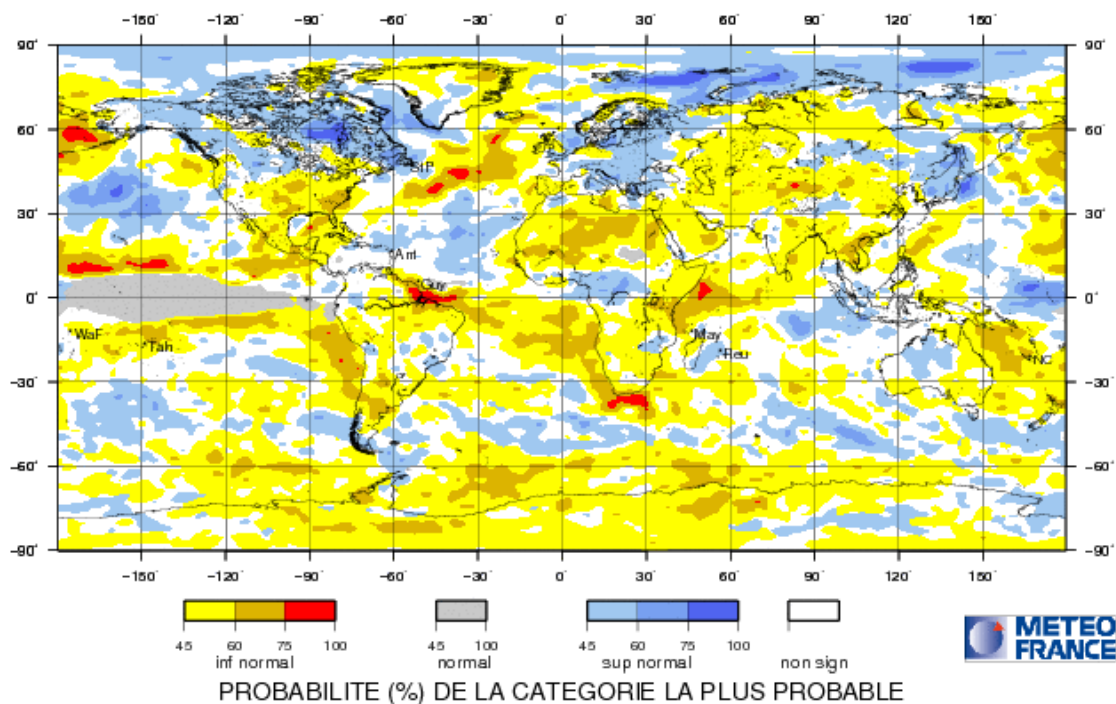 -150° -120° -90° -60° -30° 0° 30° 60° 90° 120° 150°
90° 90°
60° 60°
StP
30° 30°
Ant
Guy
0° 0°
WaF Tah May Reu NC
-30° -30°
-60° -60°
-90° -90°
-150° -120° -90° -60° -30° 0° 30° 60° 90° 120° 150°
45 60 75 100 45 100 45 60 75 100
inf normal normal sup normal non sign
METEO
FRANCE
PROBABILITE (%) DE LA CATEGORIE LA PLUS PROBABLE